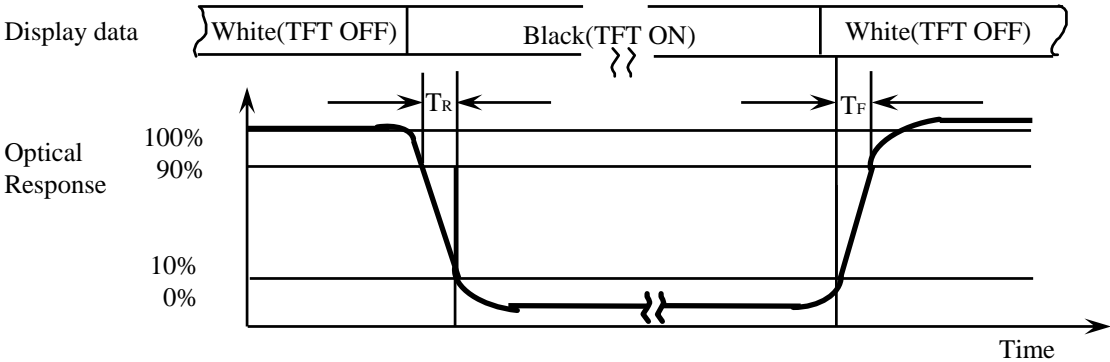 Display data
White(TFT OFF)
Black(TFT ON)
White(TFT OFF)
TR
TF
Optical
Response
100%
90%
10%
0%
Time